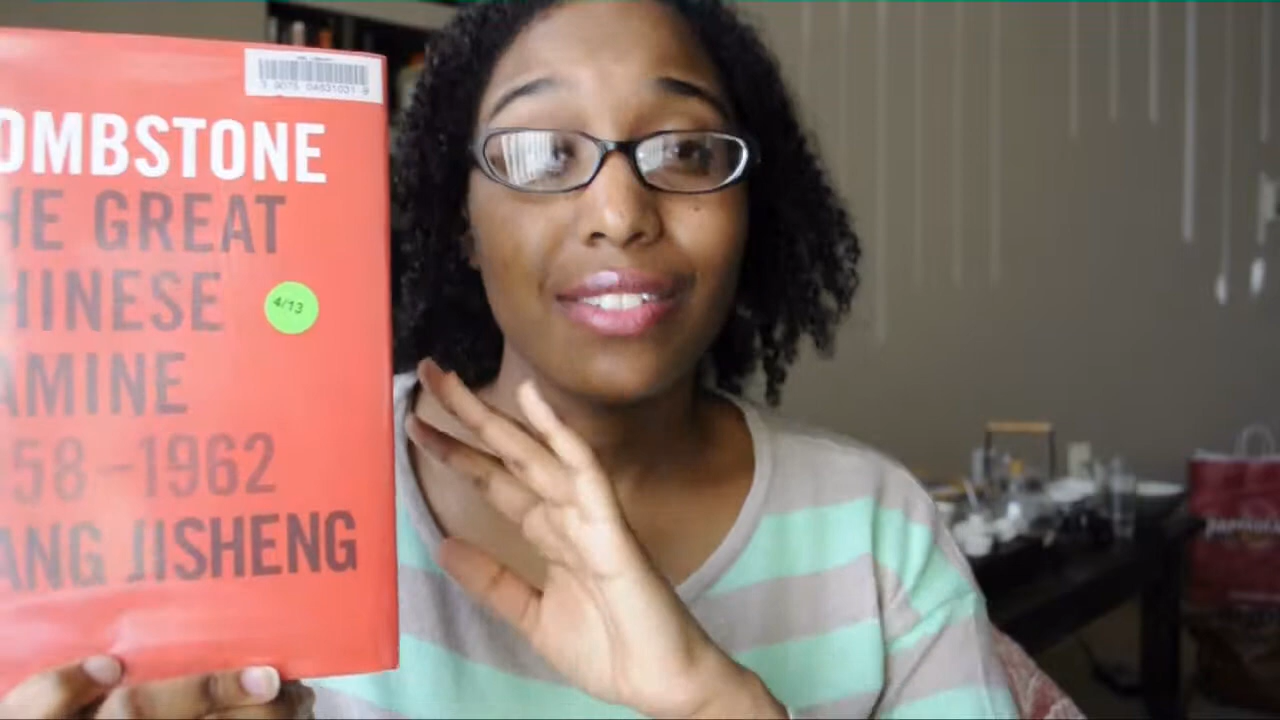 OMBSTONE
HE GREAT
HINESE
4/13
AMINE
58-1962
ANG JISHENG